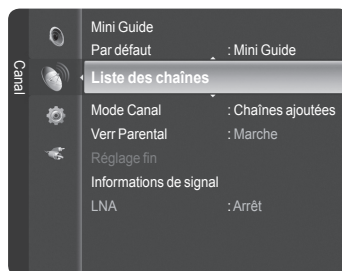 Canal
Mini Guide
Par défaut : Mini Guide
Liste des chaînes
Mode Canal : Chaînes ajoutées
Verr Parental : Marche
Réglage fin
Informations de signal
LNA : Arrêt